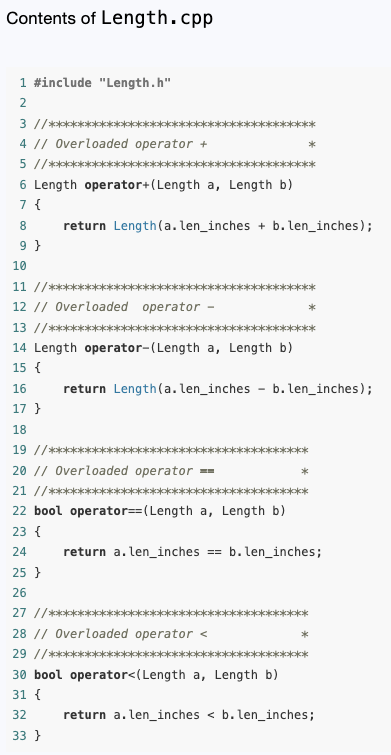 Contents of Length.cpp
1 #include "Length.h"
2
3 //*************************************
4 // Overloaded operator +              *
5 //*************************************
6 Length operator+(Length a, Length b)
7 {
8     return Length(a.len_inches + b.len_inches);
9 }
10
11 //*************************************
12 // Overloaded  operator -             *
13 //*************************************
14 Length operator-(Length a, Length b)
15 {
16     return Length(a.len_inches - b.len_inches);
17 }
18
19 //************************************
20 // Overloaded operator ==            *
21 //************************************
22 bool operator==(Length a, Length b)
23 {
24     return a.len_inches == b.len_inches;
25 }
26
27 //************************************
28 // Overloaded operator <             *
29 //************************************
30 bool operator<(Length a, Length b)
31 {
32     return a.len_inches < b.len_inches;
33 }